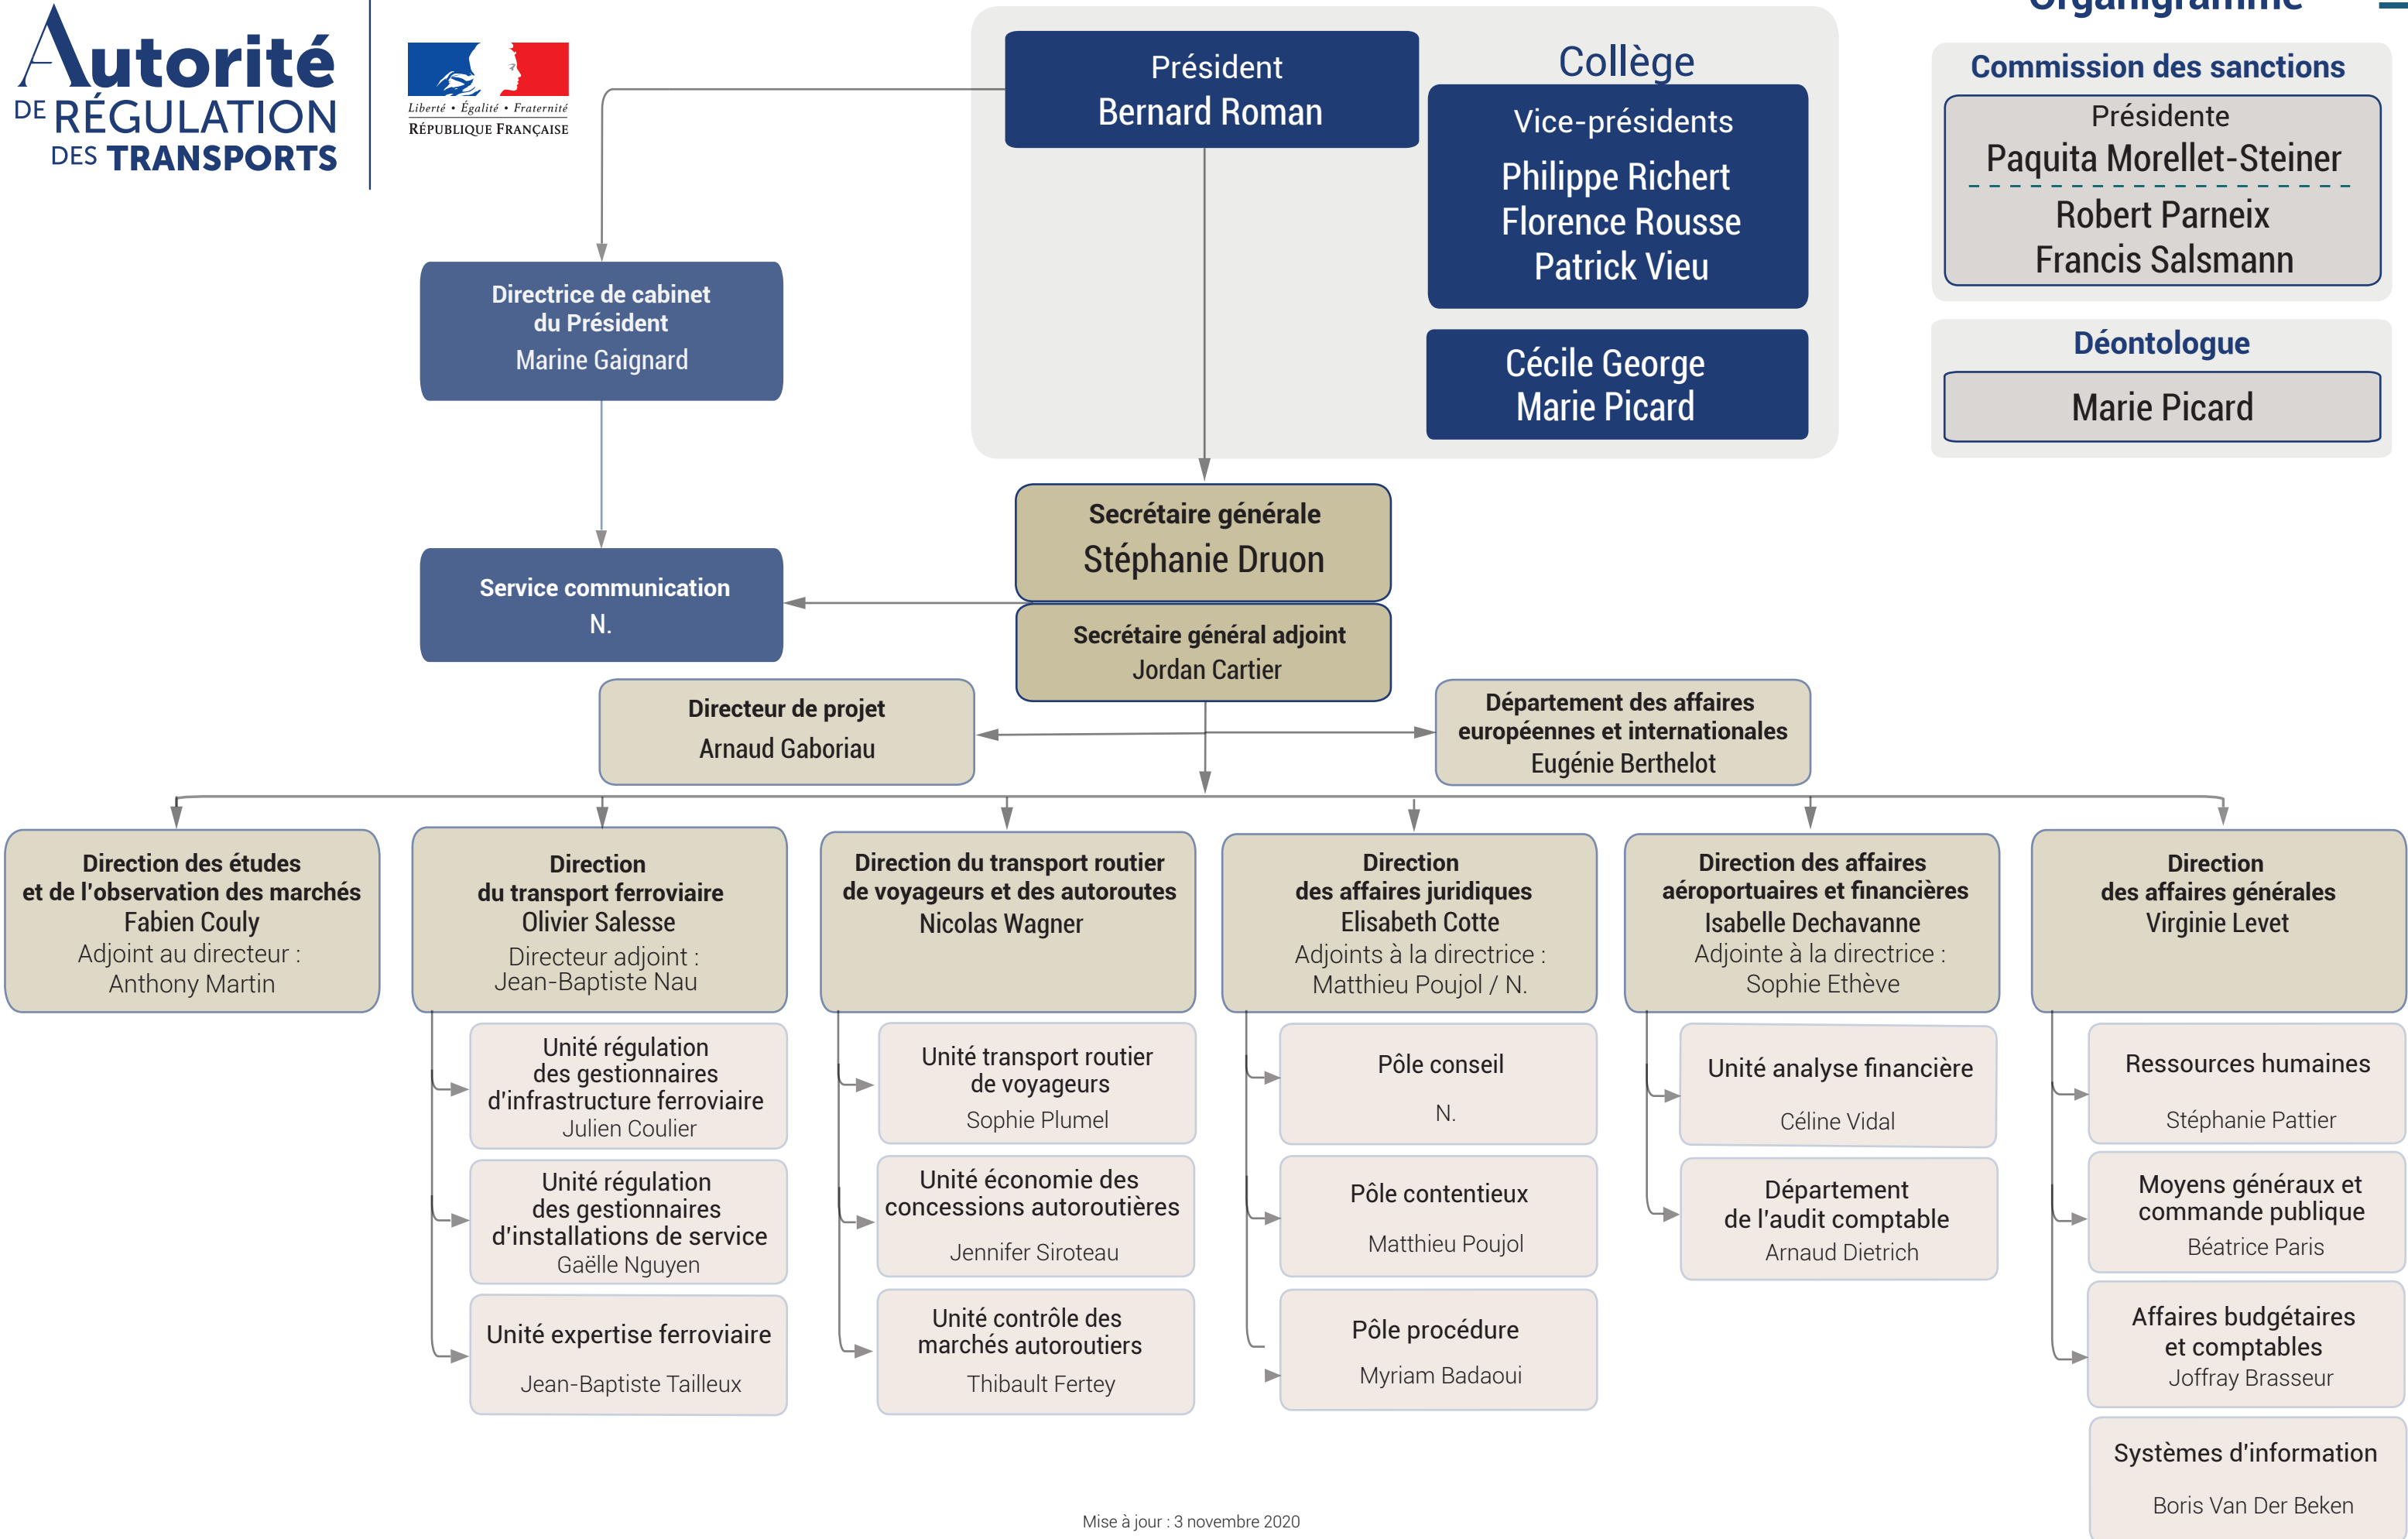 Autorité
DE RÉGULATION
DES TRANSPORTS
Liberté • Égalité • Fraternité
RÉPUBLIQUE FRANÇAISE
Organigramme
Président
Bernard Roman
Collège
Vice-présidents
Philippe Richert
Florence Rousse
Patrick Vieu
Cécile George
Marie Picard
Commission des sanctions
Présidente
Paquita Morellet-Steiner
Robert Parneix
Francis Salsmann
Déontologue
Marie Picard
Directrice de cabinet
du Président
Marine Gaignard
Service communication
N.
Secrétaire générale
Stéphanie Druon
Secrétaire général adjoint
Jordan Cartier
Directeur de projet
Arnaud Gaboriau
Département des affaires
européennes et internationales
Eugénie Berthelot
Direction des études
et de l'observation des marchés
Fabien Couly
Adjoint au directeur :
Anthony Martin
Direction
du transport ferroviaire
Olivier Salesse
Directeur adjoint :
Jean-Baptiste Nau
Unité régulation
des gestionnaires
d'infrastructure ferroviaire
Julien Coulier
Unité régulation
des gestionnaires
d'installations de service
Gaëlle Nguyen
Unité expertise ferroviaire
Jean-Baptiste Tailleux
Direction du transport routier
de voyageurs et des autoroutes
Nicolas Wagner
Unité transport routier
de voyageurs
Sophie Plumel
Unité économie des
concessions autoroutières
Jennifer Siroteau
Unité contrôle des
marchés autoroutiers
Thibault Fertey
Direction
des affaires juridiques
Elisabeth Cotte
Adjoints à la directrice :
Matthieu Poujol / N.
Pôle conseil
N.
Pôle contentieux
Matthieu Poujol
Pôle procédure
Myriam Badaoui
Direction des affaires
aéroportuaires et financières
Isabelle Dechavanne
Adjointe à la directrice :
Sophie Ethève
Unité analyse financière
Céline Vidal
Département
de l'audit comptable
Arnaud Dietrich
Direction
des affaires générales
Virginie Levet
Ressources humaines
Stéphanie Pattier
Moyens généraux et
commande publique
Béatrice Paris
Affaires budgétaires
et comptables
Joffray Brasseur
Systèmes d'information
Boris Van Der Beken
Mise à jour : 3 novembre 2020